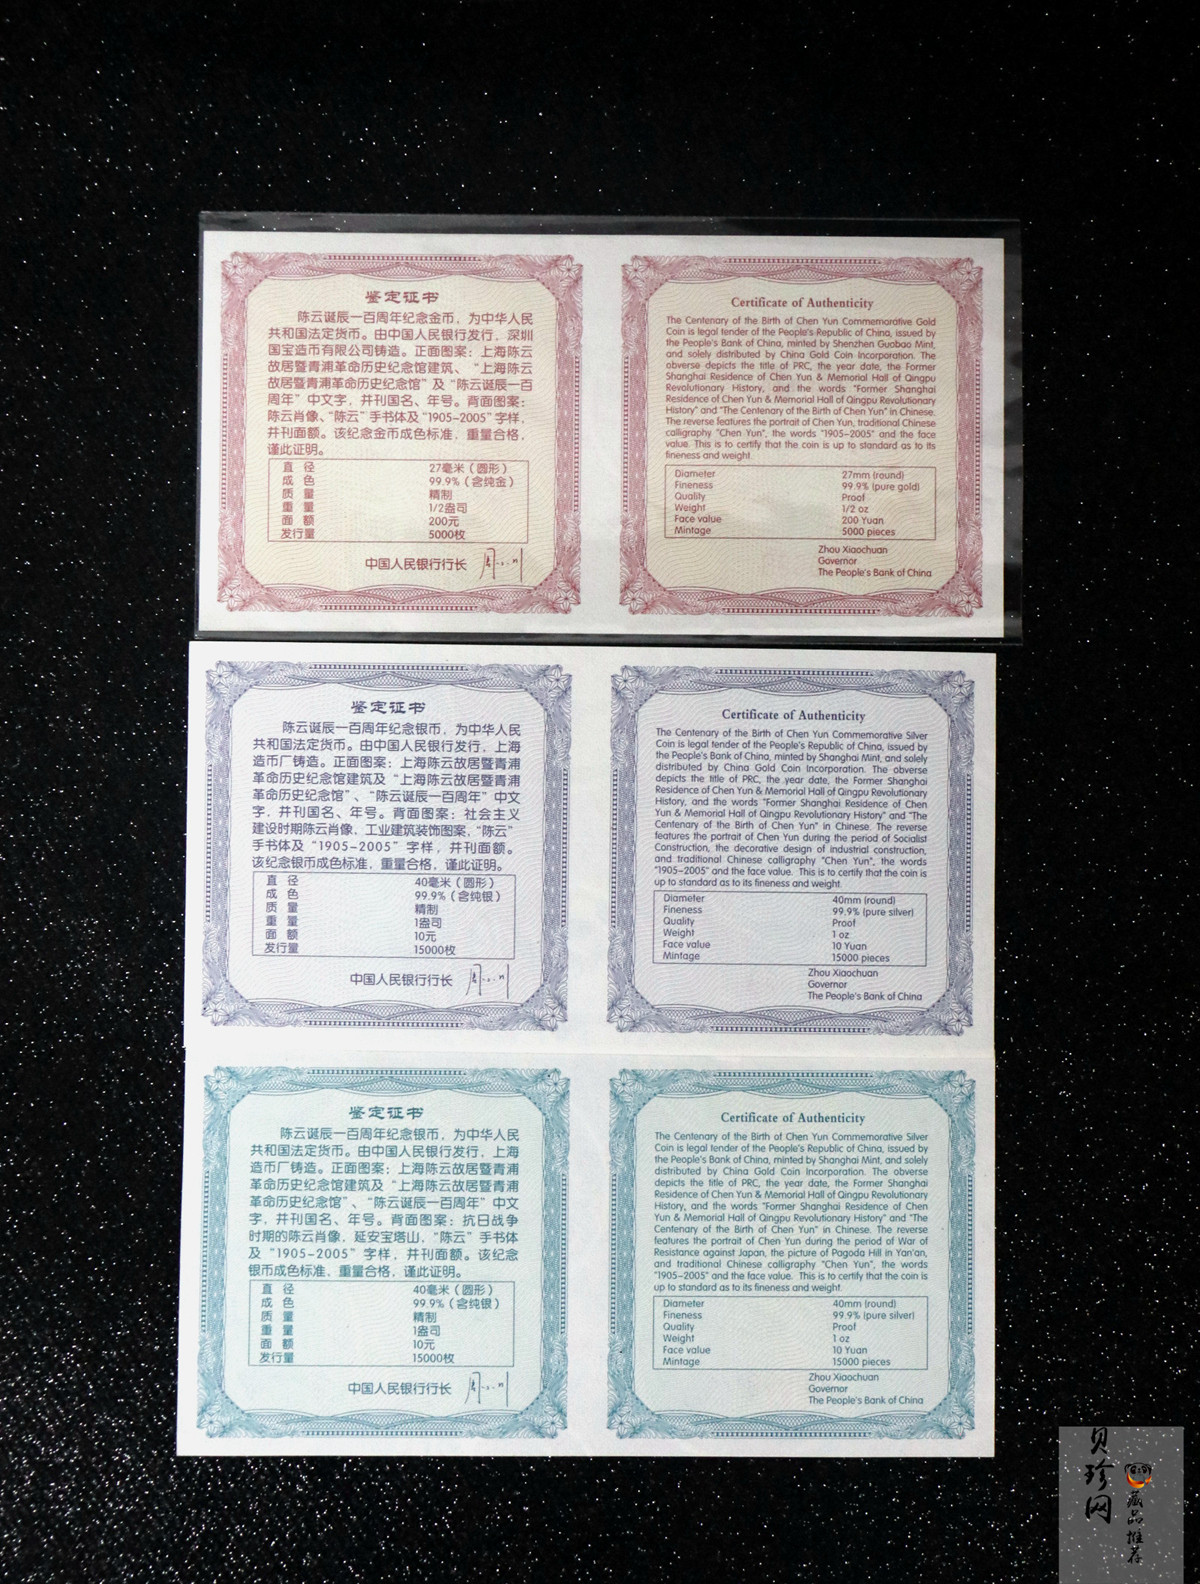 鉴定证书
陈云诞辰一百周年纪念金币，为中华人民
共和国法定货币。由中国人民银行发行，深圳
国宝造币有限公司铸造。正面图案：上海陈云
故居暨青浦革命历史纪念馆建筑、“上海陈云
故居暨青浦革命历史纪念馆”及“陈云诞辰一百
周年”中文字，并刊国名、年号。背面图案：
陈云肖像、“陈云”手书体及“1905-2005”字样，
并刊面额。该纪念金币成色标准，重量合格，
谨此证明。
直 径 27毫米（圆形）
成 色 99.9%（含纯金）
质 量 精制
重 量 1/2盎司
面 额 200元
发行量 5000枚
中国人民银行行长
Certificate of Authenticity
The Centenary of the Birth of Chen Yun Commemorative Gold
Coin is legal tender of the People's Republic of China, issued by
the People's Bank of China, minted by Shenzhen Guobao Mint,
and solely distributed by China Gold Coin Incorporation. The
obverse depicts the title of PRC, the year date, the Former
Shanghai Residence of Chen Yun & Memorial Hall of Qingpu
Revolutionary History, and the words "Former Shanghai
Residence of Chen Yun & Memorial Hall of Qingpu Revolutionary
History" and "The Centenary of the Birth of Chen Yun" in Chinese.
The reverse features the portrait of Chen Yun, traditional Chinese
calligraphy "Chen Yun", the words "1905-2005" and the face
value. This is to certify that the coin is up to standard as to its
fineness and weight.
Diameter 27mm (round)
Fineness 99.9% (pure gold)
Quality Proof
Weight 1/2 oz
Face value 200 Yuan
Mintage 5000 pieces
Zhou Xiaochuan
Governor
The People's Bank of China
鉴定证书
陈云诞辰一百周年纪念银币，为中华人民
共和国法定货币。由中国人民银行发行，上海
造币厂铸造。正面图案：上海陈云故居暨青浦
革命历史纪念馆建筑及“上海陈云故居暨青浦
革命历史纪念馆”、“陈云诞辰一百周年”中文
字，并刊国名、年号。背面图案：社会主义
建设时期陈云肖像，工业建筑装饰图案，“陈云”
手书体及“1905-2005”字样，并刊面额。
该纪念银币成色标准，重量合格，谨此证明。
直 径 40毫米（圆形）
成 色 99.9%（含纯银）
质 量 精制
重 量 1盎司
面 额 10元
发行量 15000枚
中国人民银行行长
Certificate of Authenticity
The Centenary of the Birth of Chen Yun Commemorative Silver
Coin is legal tender of the People's Republic of China, issued by
the People's Bank of China, minted by Shanghai Mint, and solely
distributed by China Gold Coin Incorporation. The obverse
depicts the title of PRC, the year date, the Former Shanghai
Residence of Chen Yun & Memorial Hall of Qingpu Revolutionary
History, and the words "Former Shanghai Residence of Chen
Yun & Memorial Hall of Qingpu Revolutionary History" and "The
Centenary of the Birth of Chen Yun" in Chinese. The reverse
features the portrait of Chen Yun during the period of Socialist
Construction, the decorative design of industrial construction,
and traditional Chinese calligraphy "Chen Yun", the words
"1905-2005" and the face value. This is to certify that the coin is
up to standard as to its fineness and weight.
Diameter 40mm (round)
Fineness 99.9% (pure silver)
Quality Proof
Weight 1 oz
Face value 10 Yuan
Mintage 15000 pieces
Zhou Xiaochuan
Governor
The People's Bank of China
鉴定证书
陈云诞辰一百周年纪念银币，为中华人民
共和国法定货币。由中国人民银行发行，上海
造币厂铸造。正面图案：上海陈云故居暨青浦
革命历史纪念馆建筑及“上海陈云故居暨青浦
革命历史纪念馆”、“陈云诞辰一百周年”中文
字，并刊国名、年号。背面图案：抗日战争
时期的陈云肖像，延安宝塔山，“陈云”手书体
及“1905-2005”字样，并刊面额。该纪念
银币成色标准，重量合格，谨此证明。
直 径 40毫米（圆形）
成 色 99.9%（含纯银）
质 量 精制
重 量 1盎司
面 额 10元
发行量 15000枚
中国人民银行行长
Certificate of Authenticity
The Centenary of the Birth of Chen Yun Commemorative Silver
Coin is legal tender of the People's Republic of China, issued by
the People's Bank of China, minted by Shanghai Mint, and solely
distributed by China Gold Coin Incorporation. The obverse
depicts the title of PRC, the year date, the Former Shanghai
Residence of Chen Yun & Memorial Hall of Qingpu Revolutionary
History, and the words "Former Shanghai Residence of Chen
Yun & Memorial Hall of Qingpu Revolutionary History" and "The
Centenary of the Birth of Chen Yun" in Chinese. The reverse
features the portrait of Chen Yun during the period of War of
Resistance against Japan, the picture of Pagoda Hill in Yan'an,
and traditional Chinese calligraphy "Chen Yun", the words
"1905-2005" and the face value. This is to certify that the coin is
up to standard as to its fineness and weight.
Diameter 40mm (round)
Fineness 99.9% (pure silver)
Quality Proof
Weight 1 oz
Face value 10 Yuan
Mintage 15000 pieces
Zhou Xiaochuan
Governor
The People's Bank of China
贝珍网
藏品推荐